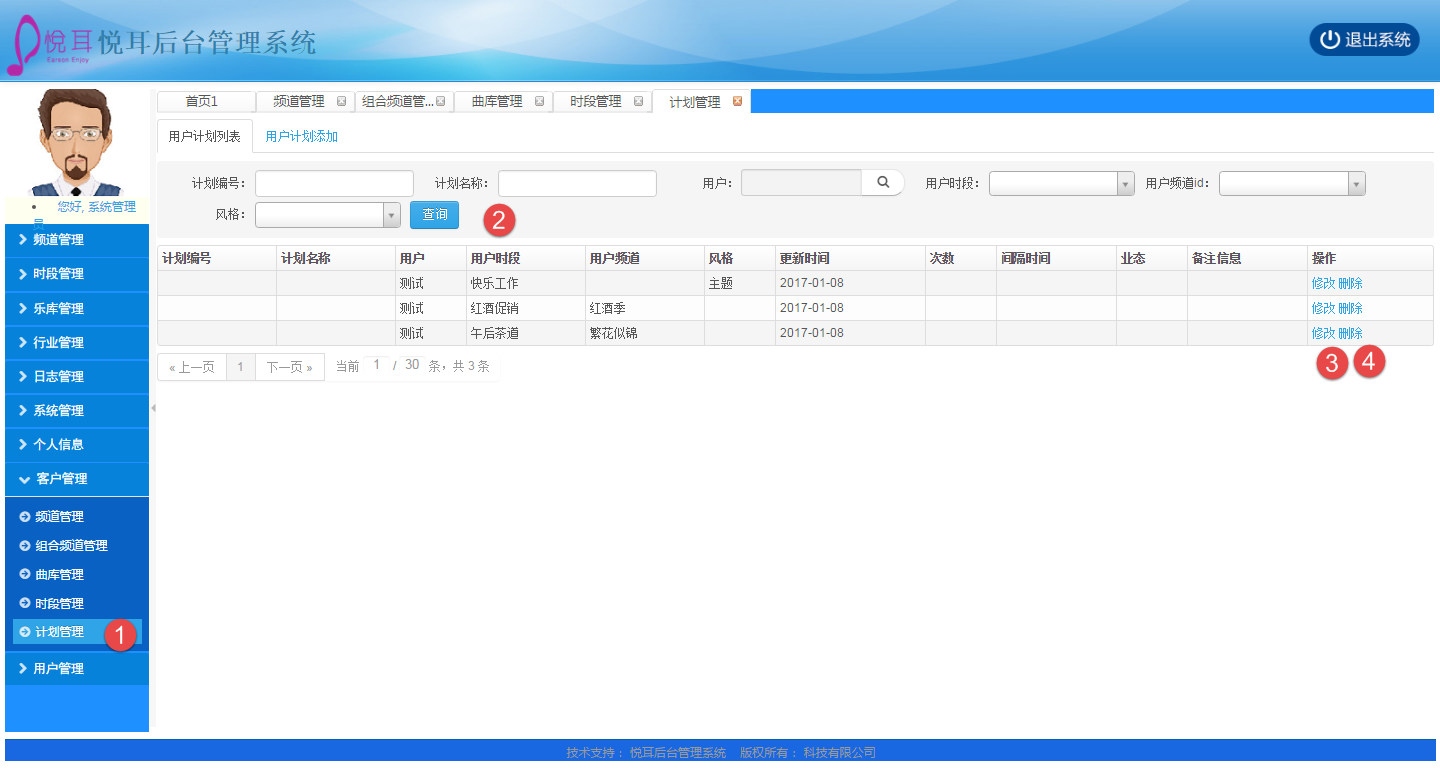 悦耳 悦耳后台管理系统
Earson Enjoy
退出系统
首页1 频道管理 组合频道管... 曲库管理 时段管理 计划管理
用户计划列表 用户计划添加
计划编号： 计划名称： 用户： 用户时段： 用户频道id：
风格： 查询 2
您好, 系统管理
员
频道管理
时段管理
乐库管理
行业管理
日志管理
系统管理
个人信息
客户管理
频道管理
组合频道管理
曲库管理
时段管理
计划管理 1
用户管理
计划编号 计划名称 用户 用户时段 用户频道 风格 更新时间 次数 间隔时间 业态 备注信息 操作
测试 快乐工作 主题 2017-01-08 修改 删除
测试 红酒促销 红酒季 2017-01-08 修改 删除
测试 午后茶道 繁花似锦 2017-01-08 修改 删除
3 4
« 上一页 1 下一页 » 当前 1 / 30 条，共 3 条
技术支持： 悦耳后台管理系统 版权所有： 科技有限公司